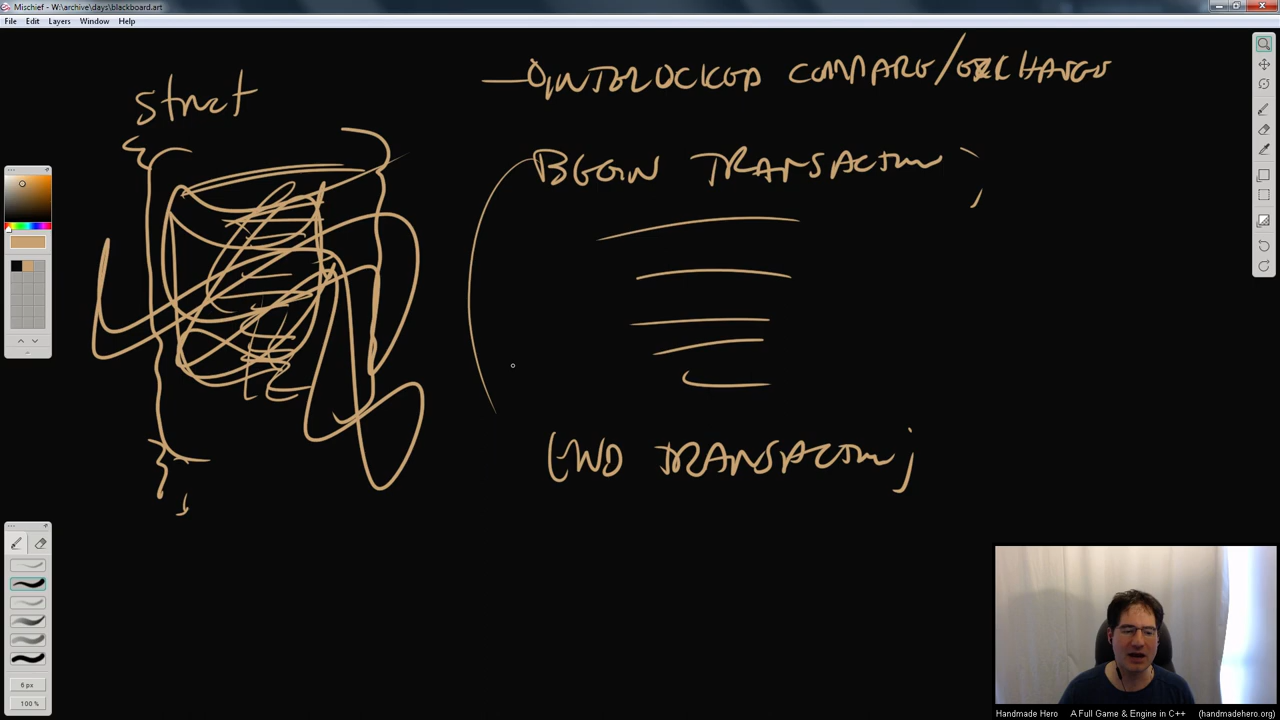 Mischief - W:\archive\days\blackboard.art
File Edit Layers Window Help
struct
{
};
INTERLOCKED COMPARE/EXCHANGE
BEGIN TRANSACTION;
END TRANSACTION;
6 px
100 %
Handmade Hero A Full Game & Engine in C++ (handmadehero.org)